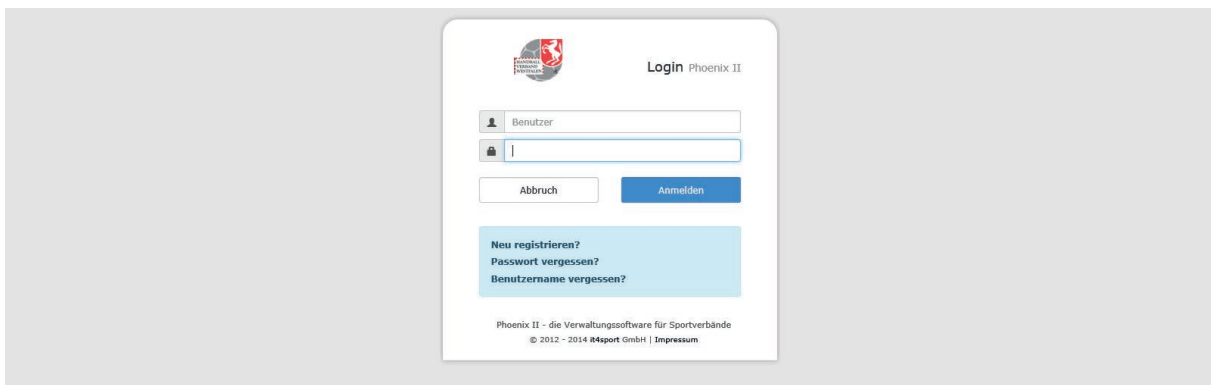 HANDBALL
VERBAND
WESTFALEN
Login Phoenix II
Benutzer
Abbruch
Anmelden
Neu registrieren?
Passwort vergessen?
Benutzername vergessen?
Phoenix II - die Verwaltungssoftware für Sportverbände
© 2012 - 2014 it4sport GmbH | Impressum